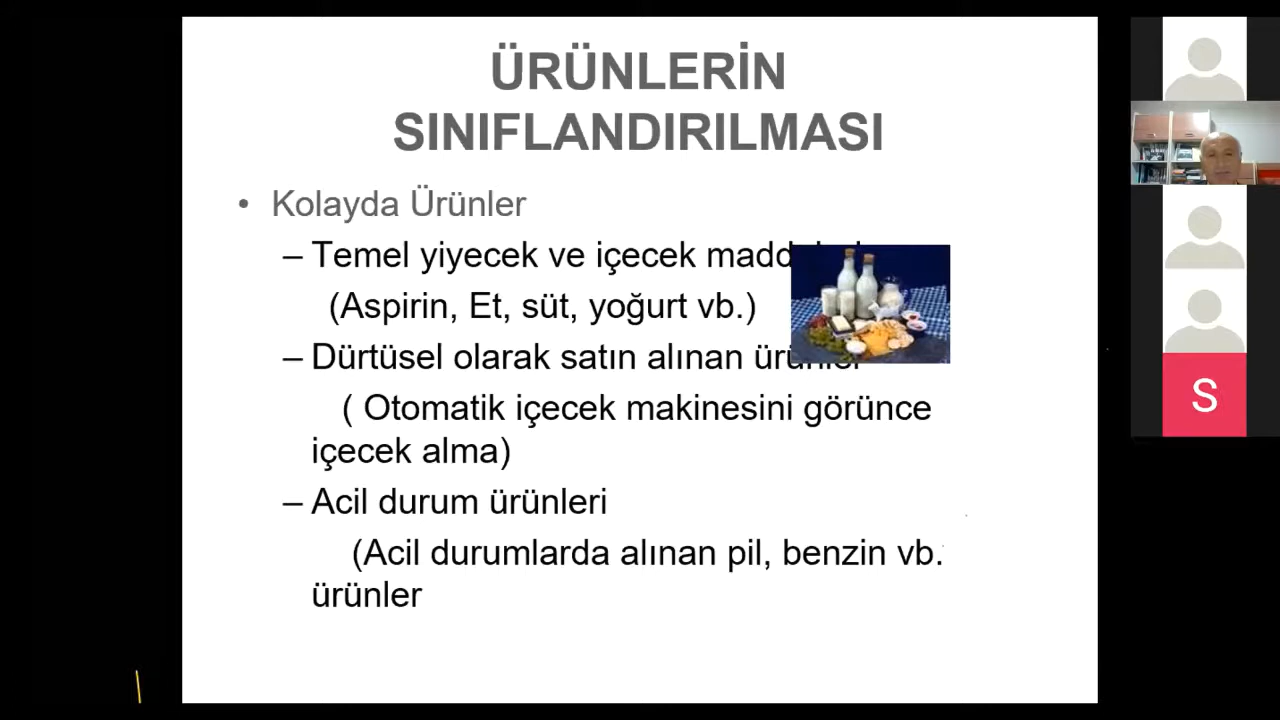 ÜRÜNLERİN
SINIFLANDIRILMASI
• Kolayda Ürünler
– Temel yiyecek ve içecek
(Aspirin, Et, süt, yoğurt vb.)
– Dürtüsel olarak satın alınan ürünler
( Otomatik içecek makinesini görünce
içecek alma)
– Acil durum ürünleri
(Acil durumlarda alınan pil, benzin vb.
ürünler
S